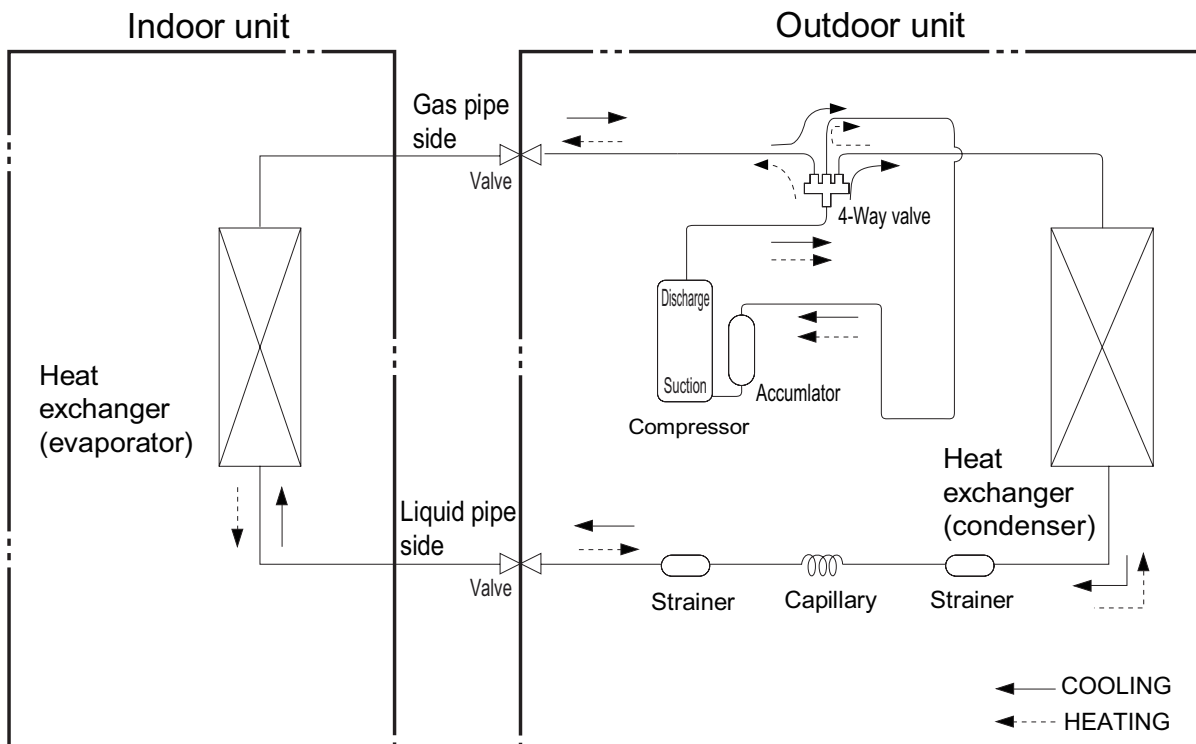 Indoor unit
Outdoor unit
Gas pipe
side
Valve
4-Way valve
Discharge
Suction
Accumlator
Compressor
Heat
exchanger
(evaporator)
Heat
exchanger
(condenser)
Liquid pipe
side
Valve
Strainer
Capillary
Strainer
COOLING
HEATING